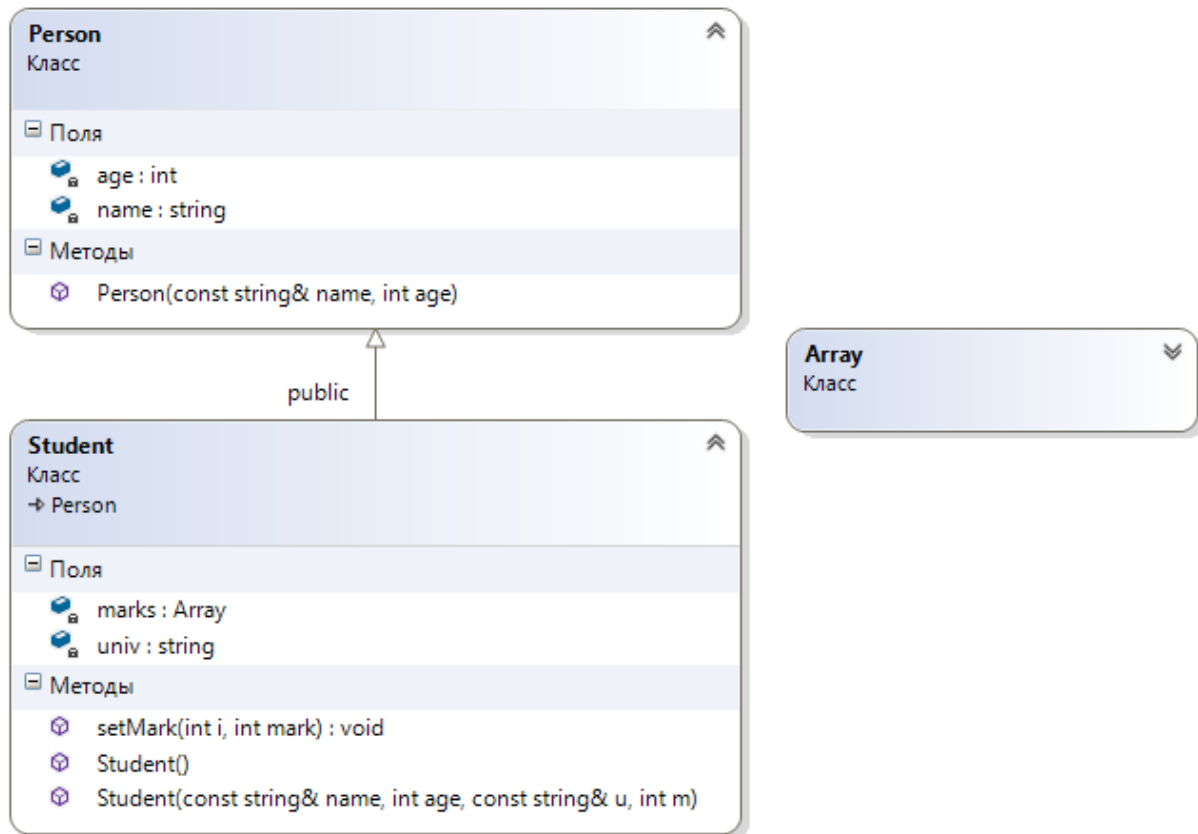 Person
Класс
Поля
age : int
name : string
Методы
Person(const string& name, int age)
public
Array
Класс
Student
Класс
Person
Поля
marks : Array
univ : string
Методы
setMark(int i, int mark) : void
Student()
Student(const string& name, int age, const string& u, int m)